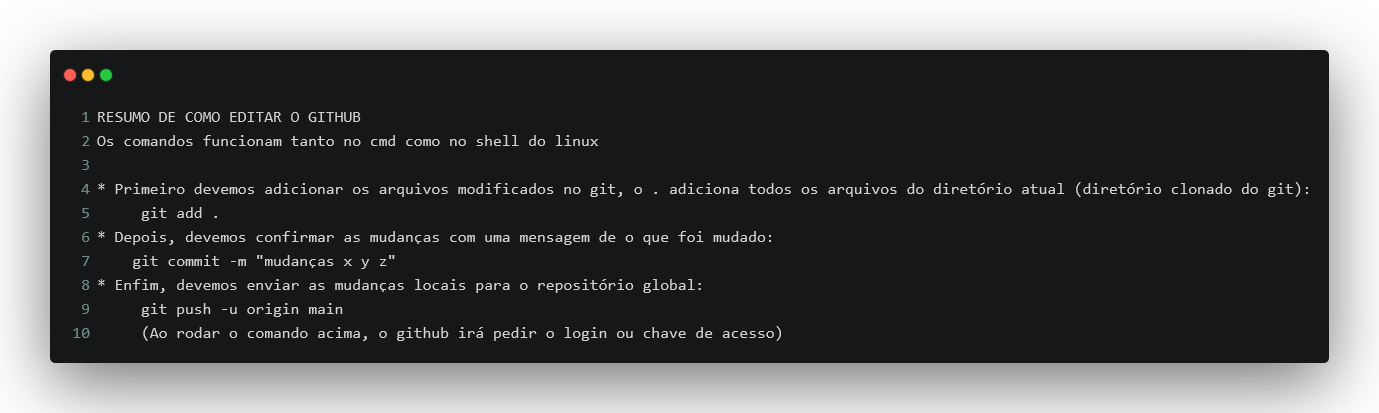 1 RESUMO DE COMO EDITAR O GITHUB
2 Os comandos funcionam tanto no cmd como no shell do linux
3
4 * Primeiro devemos adicionar os arquivos modificados no git, o . adiciona todos os arquivos do diretório atual (diretório clonado do git):
5 git add .
6 * Depois, devemos confirmar as mudanças com uma mensagem de o que foi mudado:
7 git commit -m "mudanças x y z"
8 * Enfim, devemos enviar as mudanças locais para o repositório global:
9 git push -u origin main
10 (Ao rodar o comando acima, o github irá pedir o login ou chave de acesso)